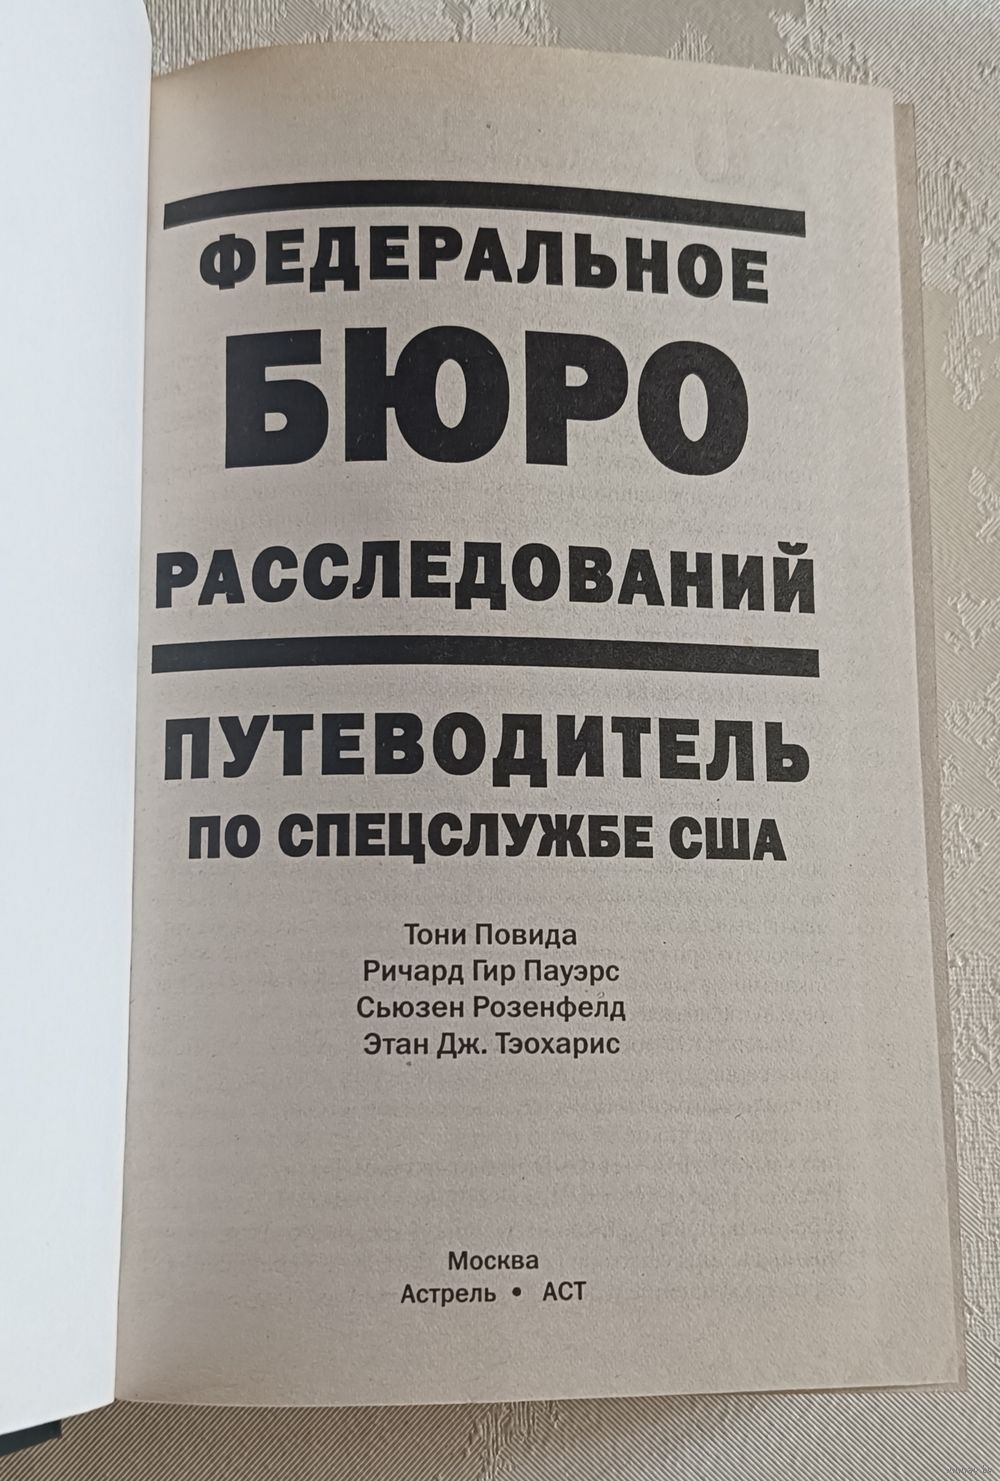 ФЕДЕРАЛЬНОЕ
БЮРО
РАССЛЕДОВАНИЙ
ПУТЕВОДИТЕЛЬ
ПО СПЕЦСЛУЖБЕ США
Тони Повида
Ричард Гир Пауэрс
Сьюзен Розенфелд
Этан Дж. Тэохарис
Москва
Астрель • АСТ